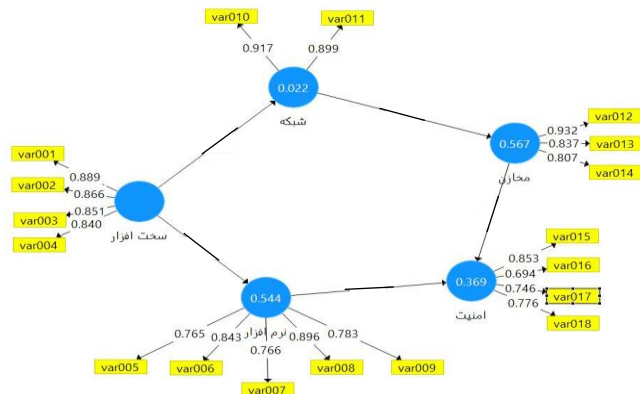 var010
var011
0.917
0.899
0.022
شبکه
var012
0.932
0.567
0.837
var013
0.807
var014
مخازن
var001
0.889
var002
0.866
0.851
var003
0.840
var004
سخت افزار
var015
0.853
0.694
var016
0.369
0.746
var17
0.776
var018
امنیت
0.544
نرم افزار
0.765
0.843
0.766
0.896
0.783
var005
var006
var007
var008
var009